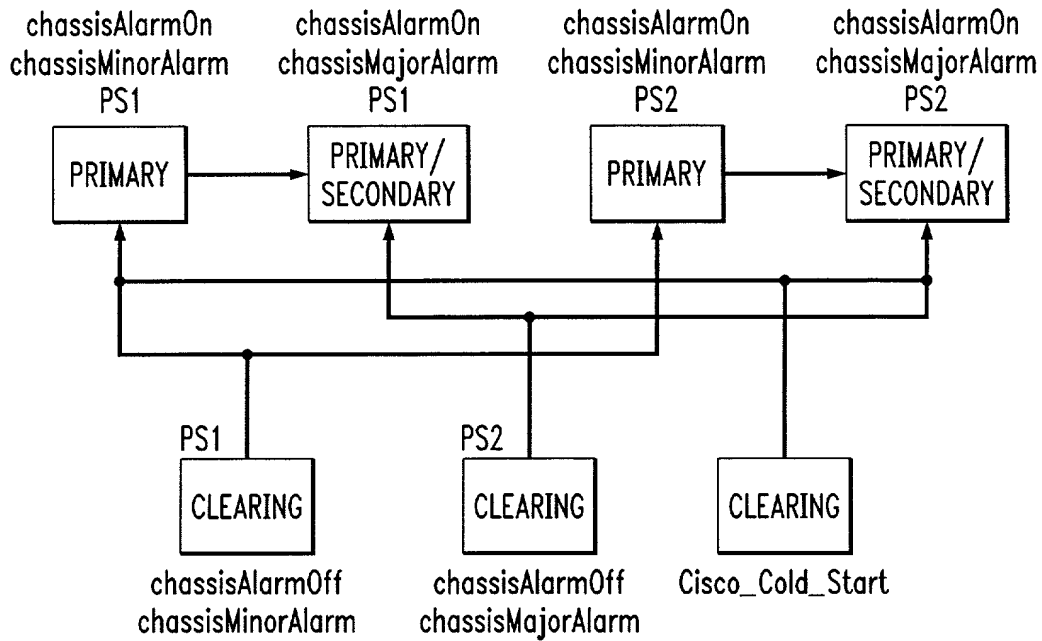 chassisAlarmOn
chassisMinorAlarm
PS1
PRIMARY
chassisAlarmOn
chassisMajorAlarm
PS1
PRIMARY/
SECONDARY
chassisAlarmOn
chassisMinorAlarm
PS2
PRIMARY
chassisAlarmOn
chassisMajorAlarm
PS2
PRIMARY/
SECONDARY
PS1
CLEARING
chassisAlarmOff
chassisMinorAlarm
PS2
CLEARING
chassisAlarmOff
chassisMajorAlarm
CLEARING
Cisco_Cold_Start